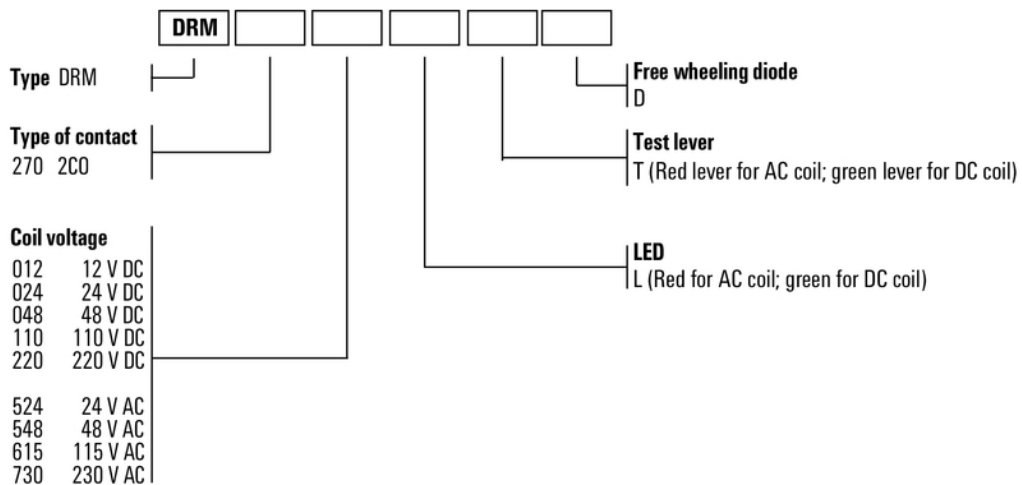 DRM
Type DRM
Type of contact
270 2CO
Coil voltage
012 12 V DC
024 24 V DC
048 48 V DC
110 110 V DC
220 220 V DC
524 24 V AC
548 48 V AC
615 115 V AC
730 230 V AC
Free wheeling diode
D
Test lever
T (Red lever for AC coil; green lever for DC coil)
LED
L (Red for AC coil; green for DC coil)